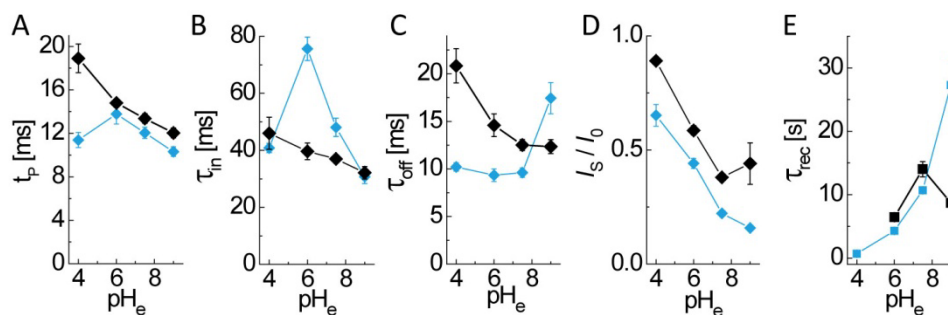 A
t_P [ms]
20
16
12
8
4
0
4 6 8
pH_e
B
τ_in [ms]
80
60
40
20
0
4 6 8
pH_e
C
τ_off [ms]
20
15
10
5
0
4 6 8
pH_e
D
I_S / I_0
1.0
0.5
0.0
4 6 8
pH_e
E
τ_rec [s]
30
20
10
0
4 6 8
pH_e